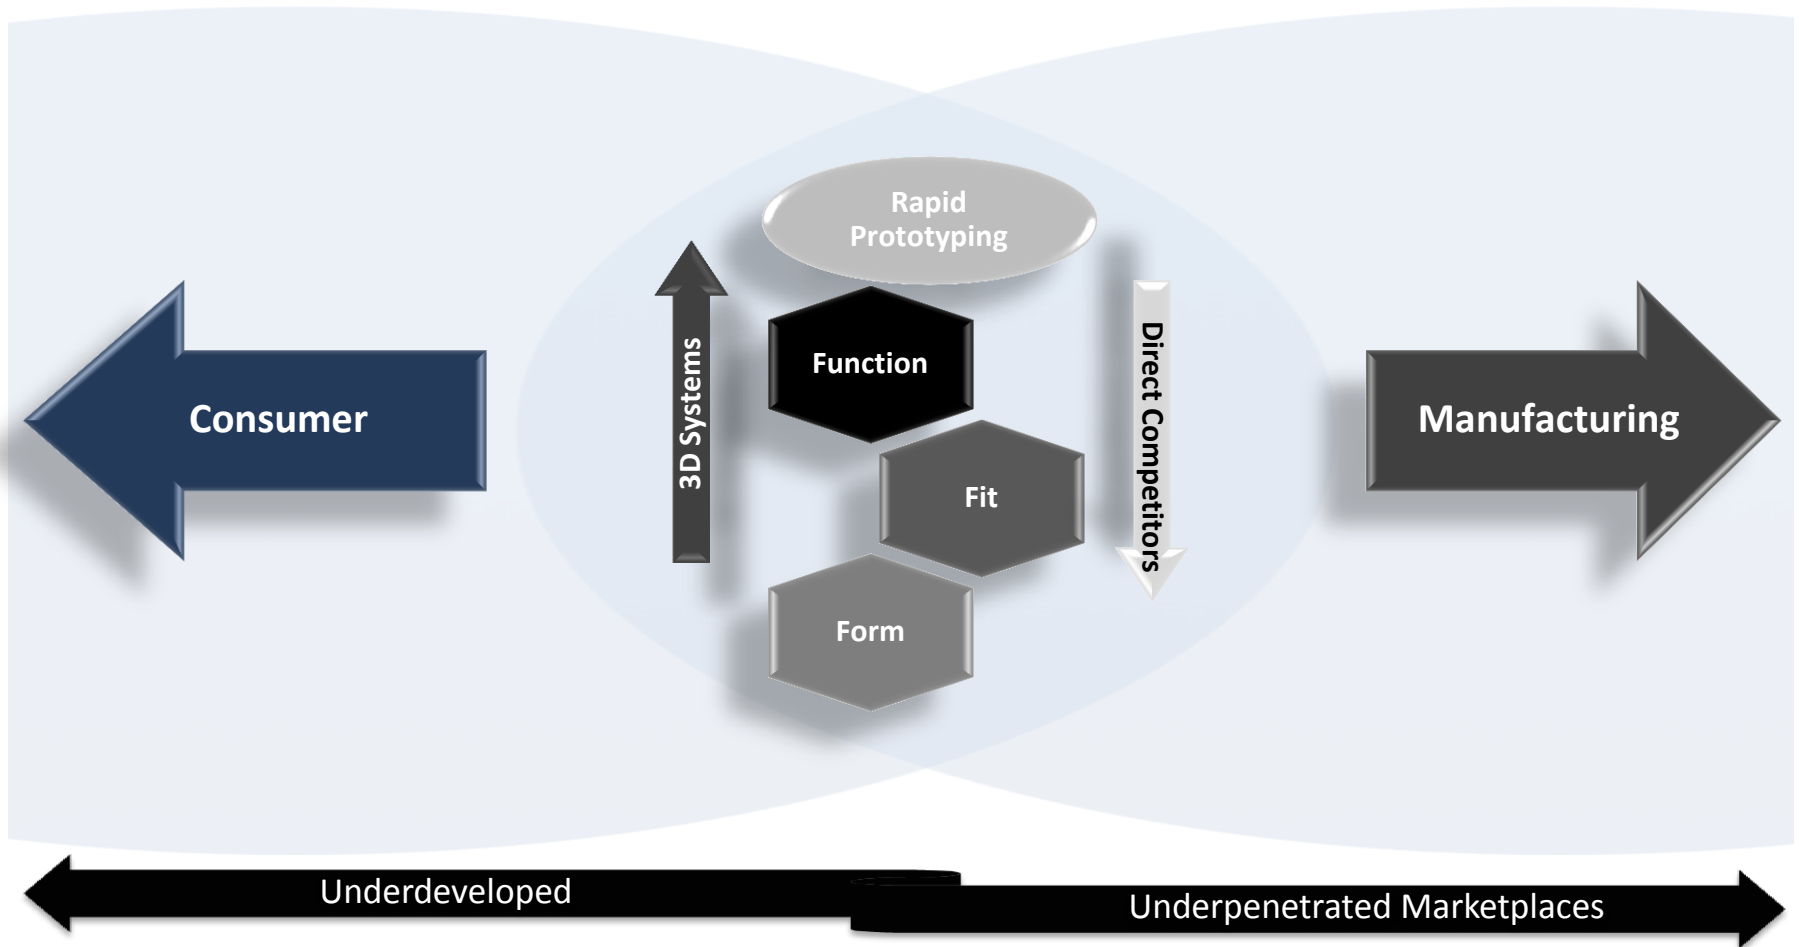 Rapid
Prototyping
Function
3D Systems
Direct Competitors
Consumer
Manufacturing
Fit
Form
Underdeveloped
Underpenetrated Marketplaces